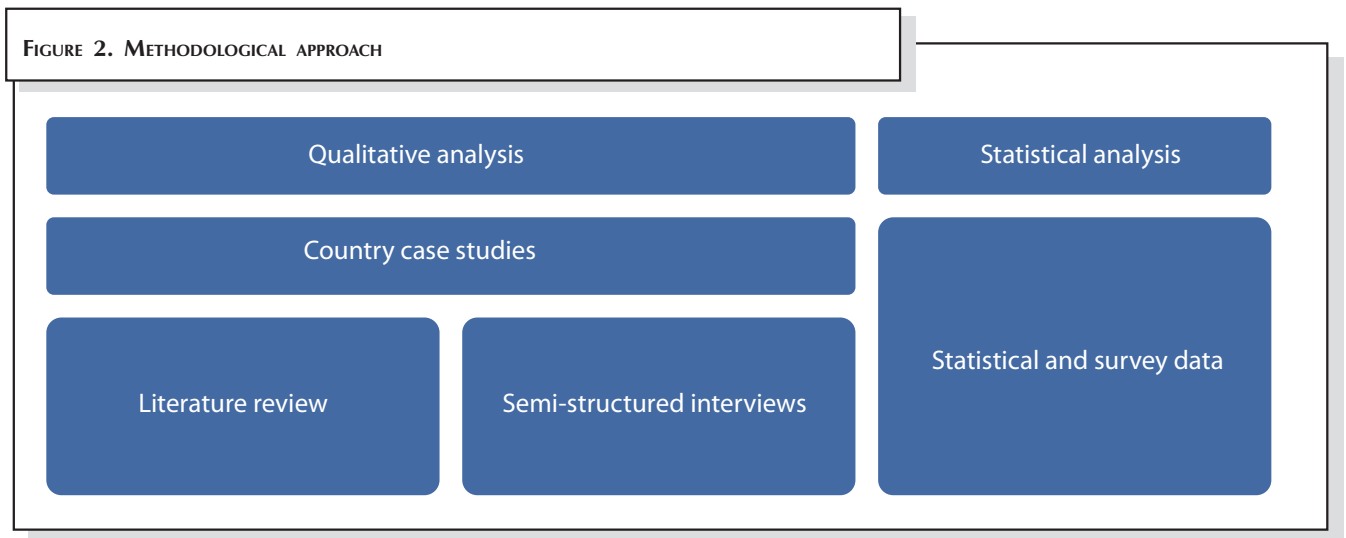 Figure 2. Methodological approach
Qualitative analysis
Statistical analysis
Country case studies
Literature review
Semi-structured interviews
Statistical and survey data